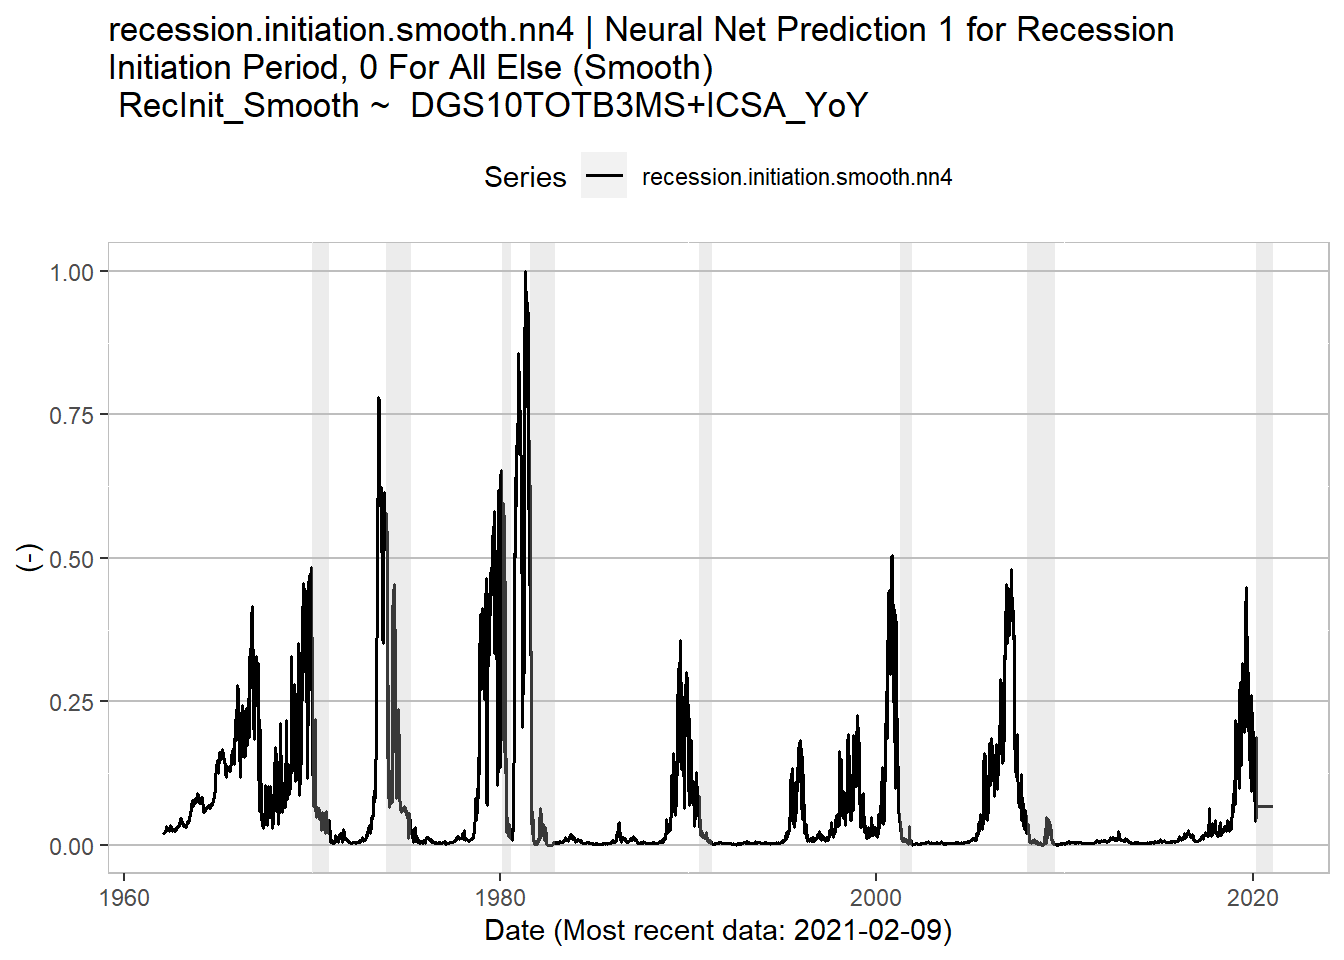 recession.initiation.smooth.nn4 | Neural Net Prediction 1 for Recession
Initiation Period, 0 For All Else (Smooth)
RecInit_Smooth ~  DGS10TOTB3MS+ICSA_YoY
Series
recession.initiation.smooth.nn4
1.00
0.75
0.50
0.25
0.00
(-)
1960
1980
2000
2020
Date (Most recent data: 2021-02-09)